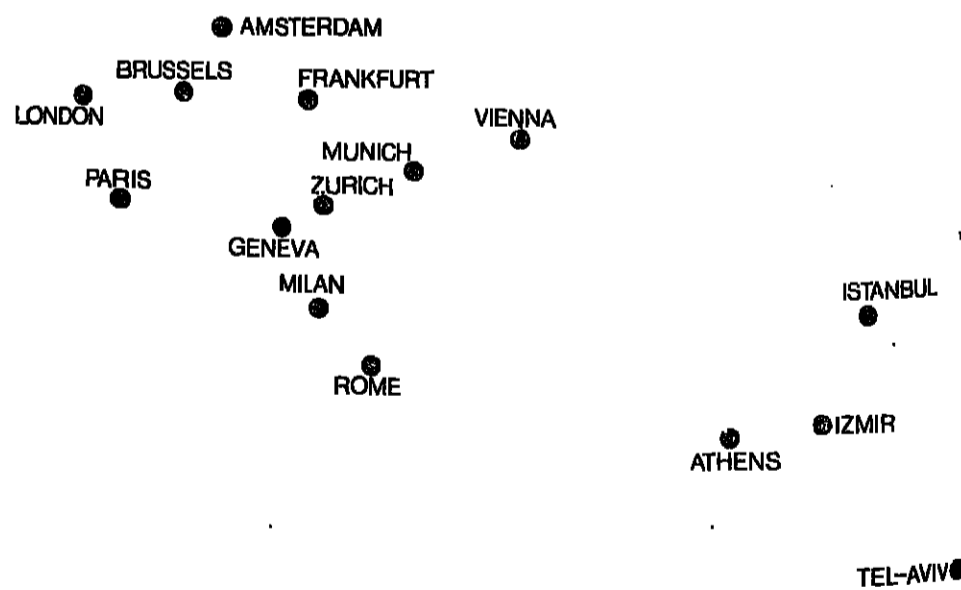 AMSTERDAM
BRUSSELS
FRANKFURT
LONDON
VIENNA
MUNICH
PARIS
ZURICH
GENEVA
MILAN
ISTANBUL
ROME
IZMIR
ATHENS
TEL-AVIV